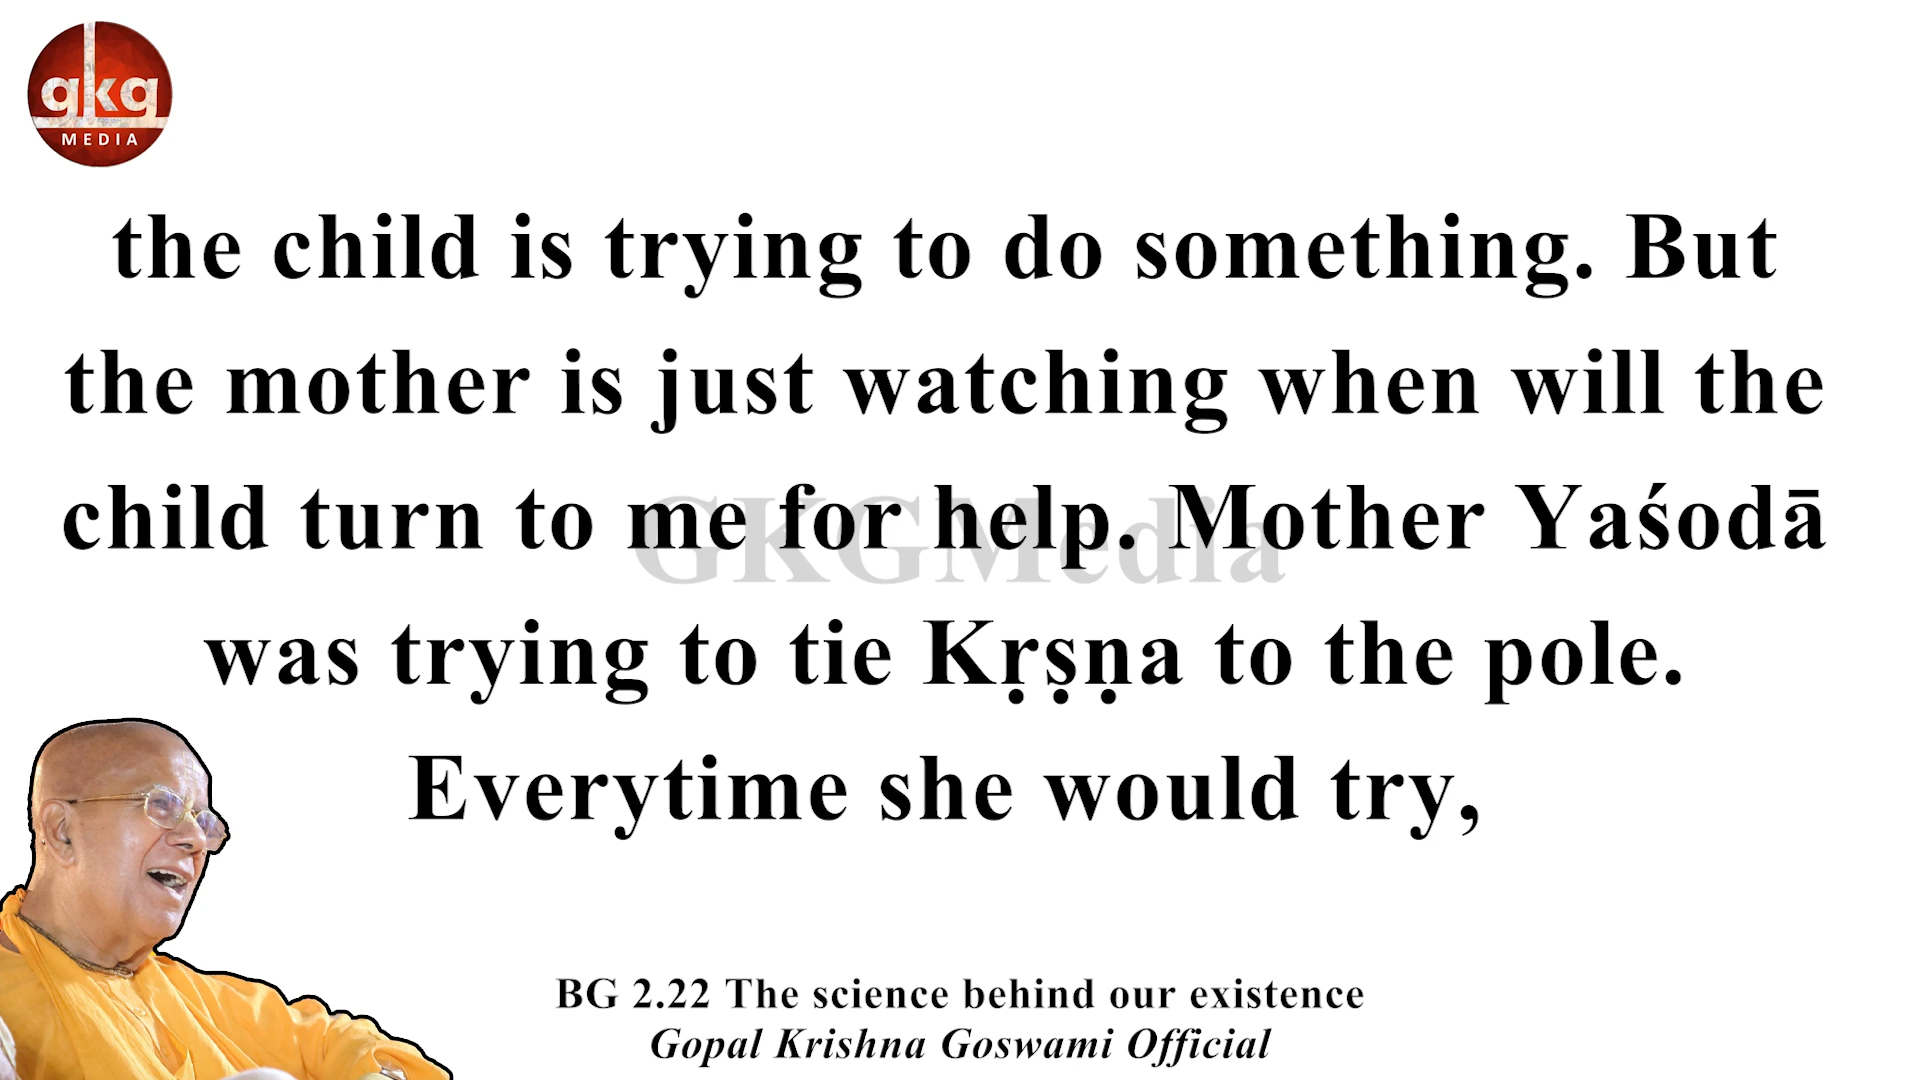 gkg
MEDIA
the child is trying to do something. But
the mother is just watching when will the
child turn to me for help. Mother Yaśodā
GKGMedia
was trying to tie Kṛṣṇa to the pole.
Everytime she would try,
BG 2.22 The science behind our existence
Gopal Krishna Goswami Official